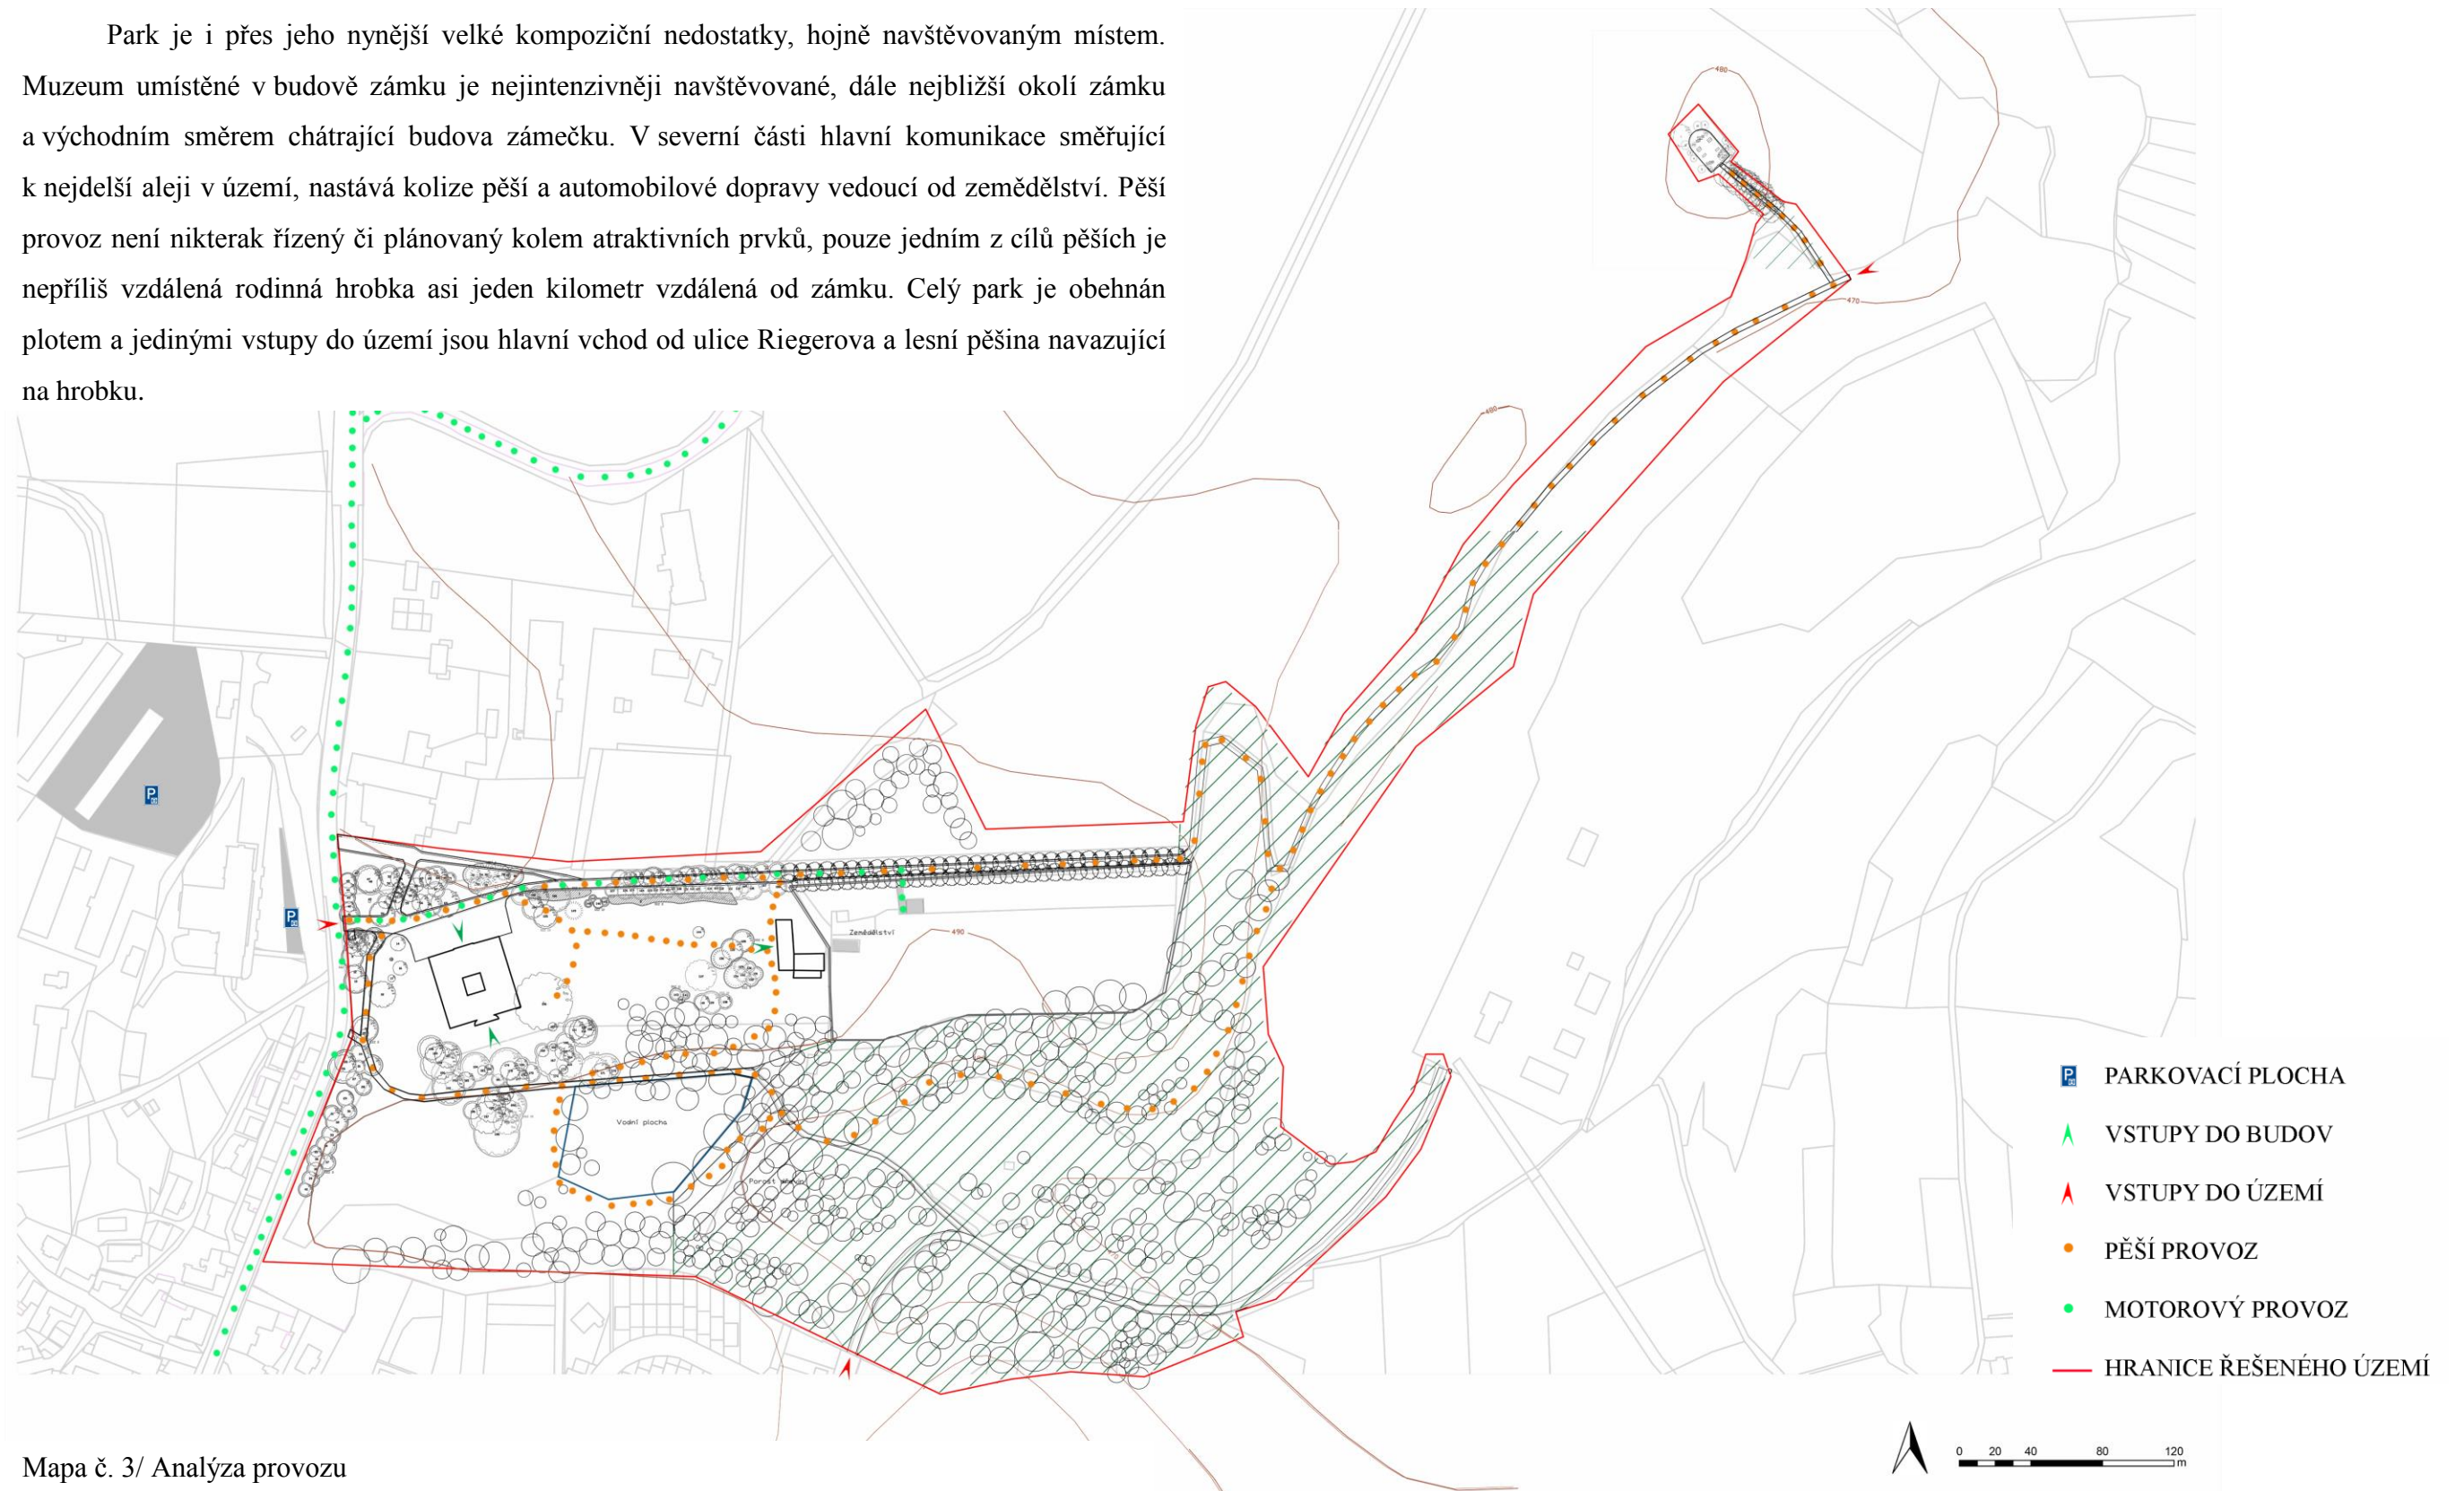 Park je i přes jeho nynější velké kompoziční nedostatky, hojně navštěvovaným místem.
Muzeum umístěné v budově zámku je nejintenzivněji navštěvované, dále nejbližší okolí zámku
a východním směrem chátrající budova zámečku. V severní části hlavní komunikace směřující
k nejdelší aleji v území, nastává kolize pěší a automobilové dopravy vedoucí od zemědělství. Pěší
provoz není nikterak řízený či plánovaný kolem atraktivních prvků, pouze jedním z cílů pěších je
nepříliš vzdálená rodinná hrobka asi jeden kilometr vzdálená od zámku. Celý park je obehnán
plotem a jedinými vstupy do území jsou hlavní vchod od ulice Riegerova a lesní pěšina navazující
na hrobku.
480
470
480
P
P
Zemědělství
490
Vodní plocha
Porost
P PARKOVACÍ PLOCHA
VSTUPY DO BUDOV
VSTUPY DO ÚZEMÍ
PĚŠÍ PROVOZ
MOTOROVÝ PROVOZ
HRANICE ŘEŠENÉHO ÚZEMÍ
0 20 40 80 120
m
Mapa č. 3/ Analýza provozu